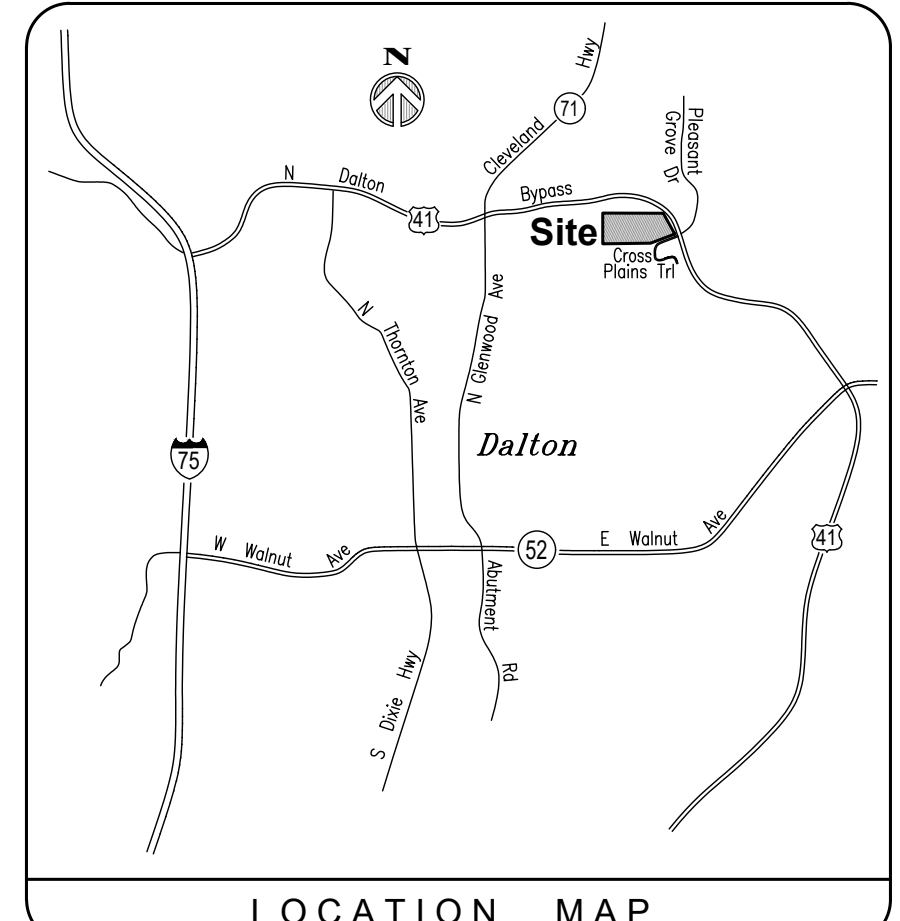 N
Hwy
71
Cleveland
Pleasant
Grove Dr
N Dalton
41
Bypass
Site
Cross
Plains Trl
N Glenwood Ave
N Thornton Ave
Dalton
75
W Walnut Ave
52
E Walnut Ave
41
Abutment Rd
S Dixie Hwy
LOCATION MAP